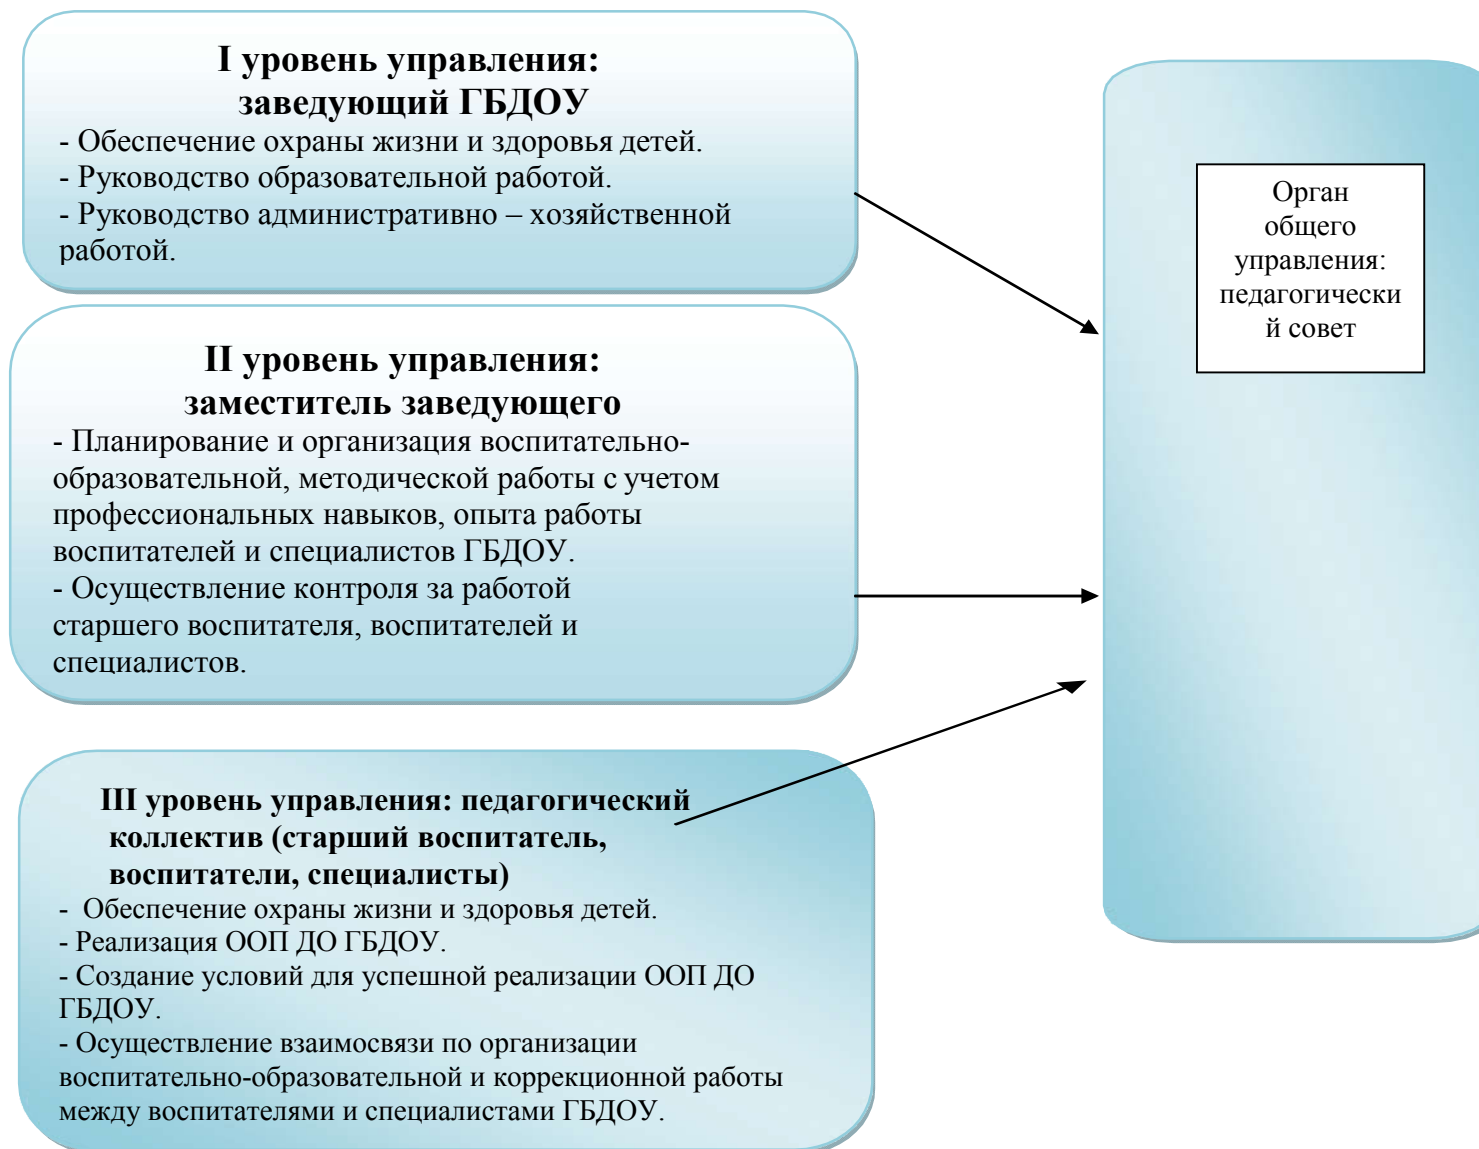 I уровень управления:
заведующий ГБДОУ
- Обеспечение охраны жизни и здоровья детей.
- Руководство образовательной работой.
- Руководство административно – хозяйственной
работой.
II уровень управления:
заместитель заведующего
- Планирование и организация воспитательно-
образовательной, методической работы с учетом
профессиональных навыков, опыта работы
воспитателей и специалистов ГБДОУ.
- Осуществление контроля за работой
старшего воспитателя, воспитателей и
специалистов.
III уровень управления: педагогический
коллектив (старший воспитатель,
воспитатели, специалисты)
- Обеспечение охраны жизни и здоровья детей.
- Реализация ООП ДО ГБДОУ.
- Создание условий для успешной реализации ООП ДО
ГБДОУ.
- Осуществление взаимосвязи по организации
воспитательно-образовательной и коррекционной работы
между воспитателями и специалистами ГБДОУ.
Орган
общего
управления:
педагогически
й совет